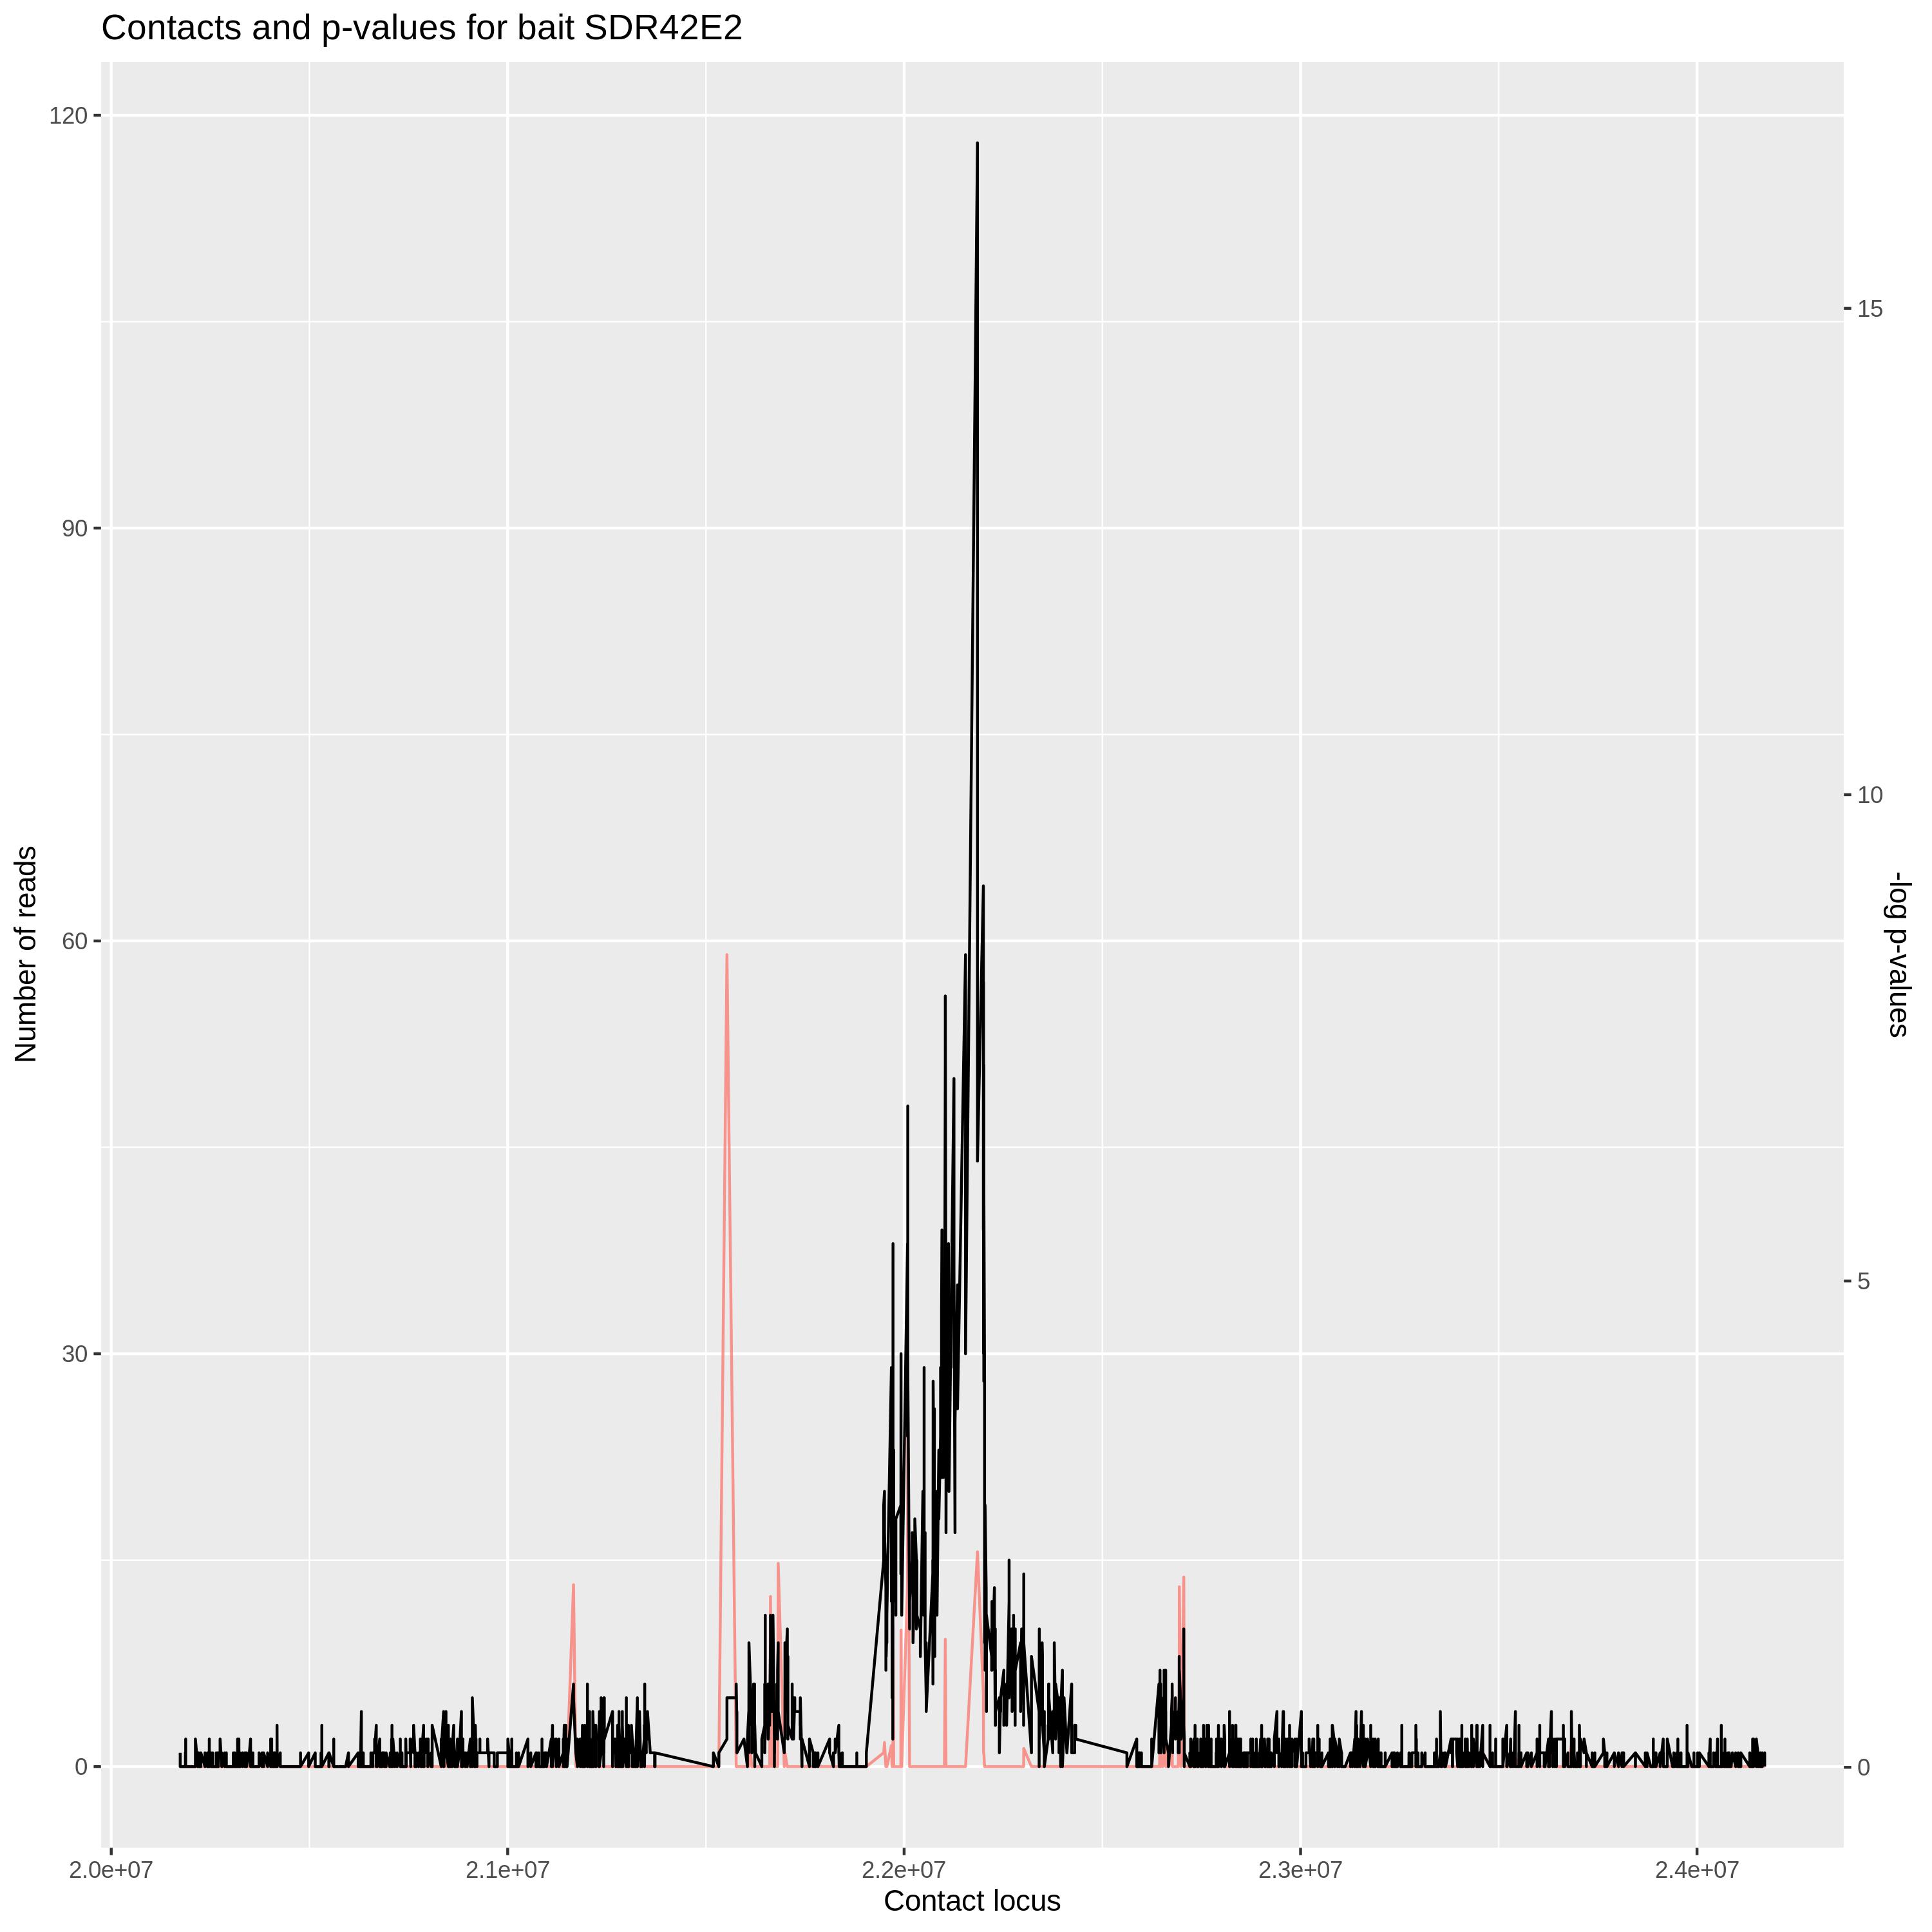 Contacts and p-values for bait SDR42E2
120
90
60
30
0
Number of reads
15
10
5
0
-log p-values
2.0e+07
2.1e+07
2.2e+07
2.3e+07
2.4e+07
Contact locus